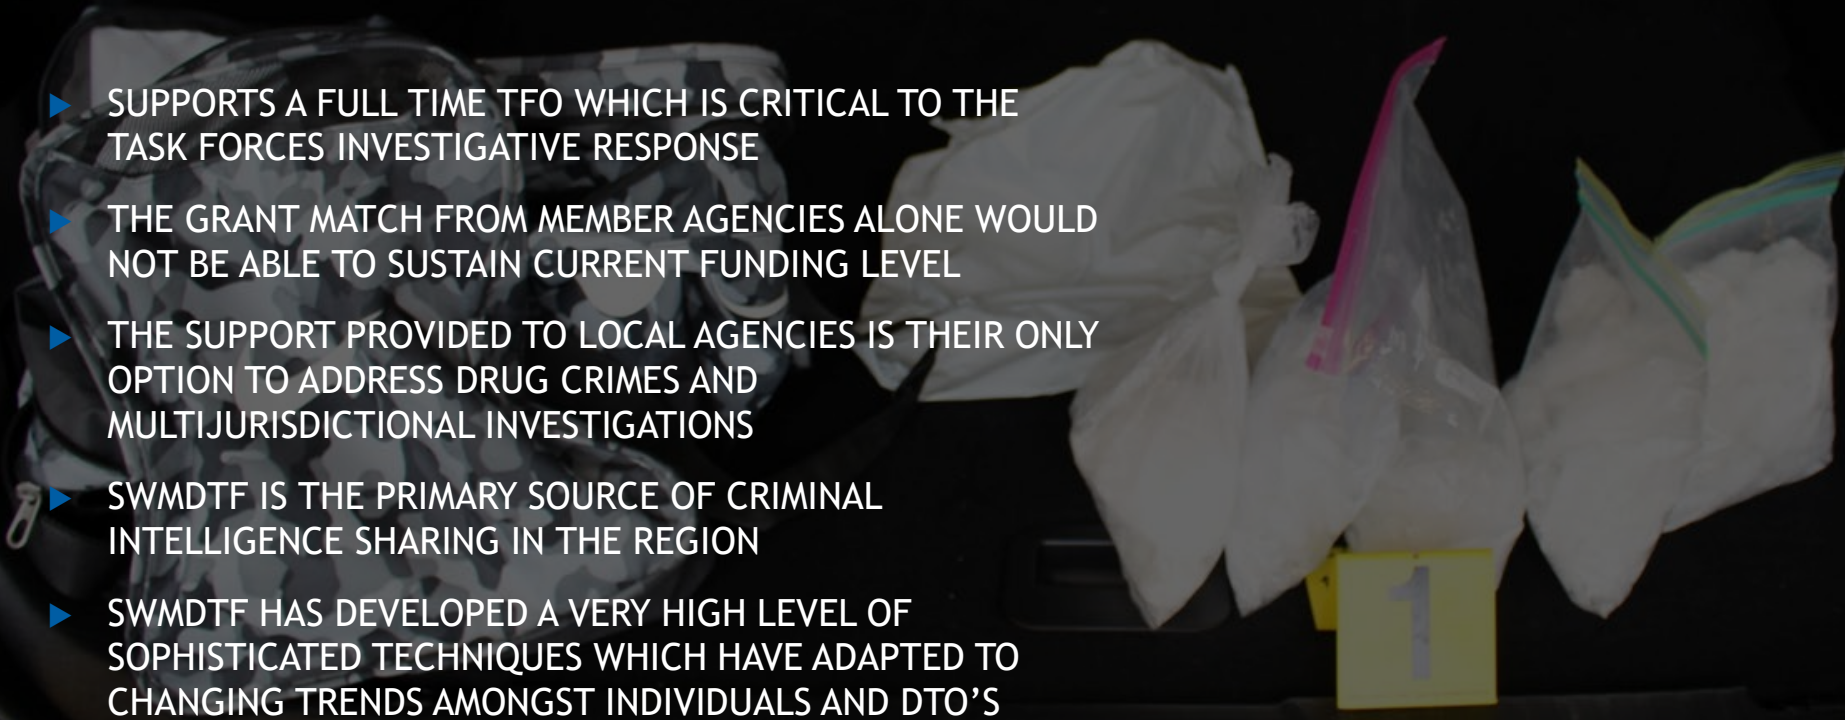 SUPPORTS A FULL TIME TFO WHICH IS CRITICAL TO THE
TASK FORCES INVESTIGATIVE RESPONSE
THE GRANT MATCH FROM MEMBER AGENCIES ALONE WOULD
NOT BE ABLE TO SUSTAIN CURRENT FUNDING LEVEL
THE SUPPORT PROVIDED TO LOCAL AGENCIES IS THEIR ONLY
OPTION TO ADDRESS DRUG CRIMES AND
MULTIJURISDICTIONAL INVESTIGATIONS
SWMDTF IS THE PRIMARY SOURCE OF CRIMINAL
INTELLIGENCE SHARING IN THE REGION
SWMDTF HAS DEVELOPED A VERY HIGH LEVEL OF
SOPHISTICATED TECHNIQUES WHICH HAVE ADAPTED TO
CHANGING TRENDS AMONGST INDIVIDUALS AND DTO’S
1